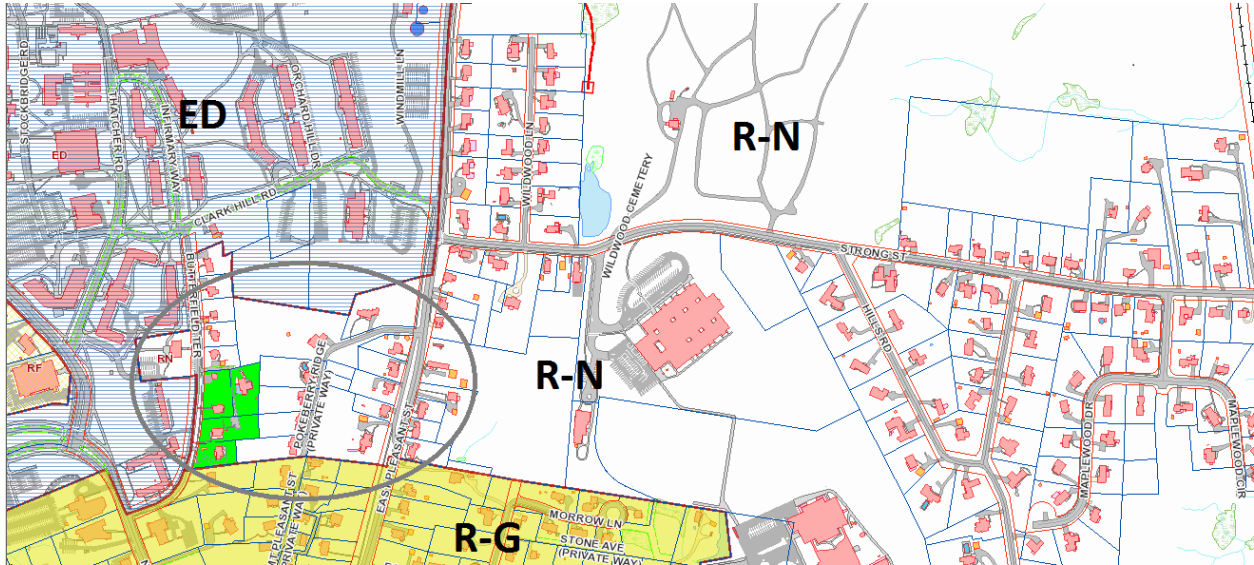 STOCKBRIDGE RD
THATCHER RD
INFIRMARY WAY
ED
ORCHARD HILL DR
WINDMILL LN
ED
CLARK HILL RD
BUTTERFIELD TER
WILDWOOD LN
R-N
WILDWOOD CEMETERY
STRONG ST
HILLS RD
RN
RF
POKEBERRY RIDGE
(PRIVATE WAY)
EAST PLEASANT ST
R-N
MAPLEWOOD DR
MAPLEWOOD CIR
MT PLEASANT ST
(PRIVATE WAY)
R-G
MORROW LN
STONE AVE
(PRIVATE WAY)